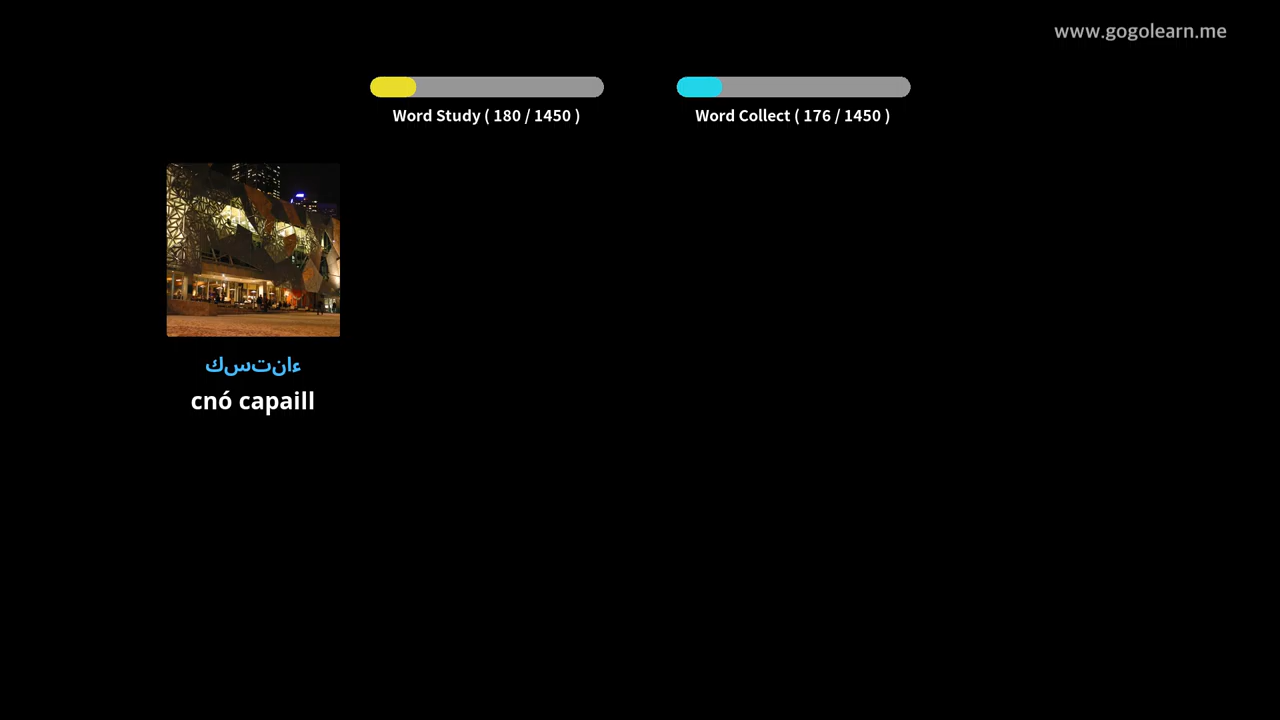 www.gogolearn.me
Word Study ( 180 / 1450 )
Word Collect ( 176 / 1450 )
ءانتسك
cnó capaill